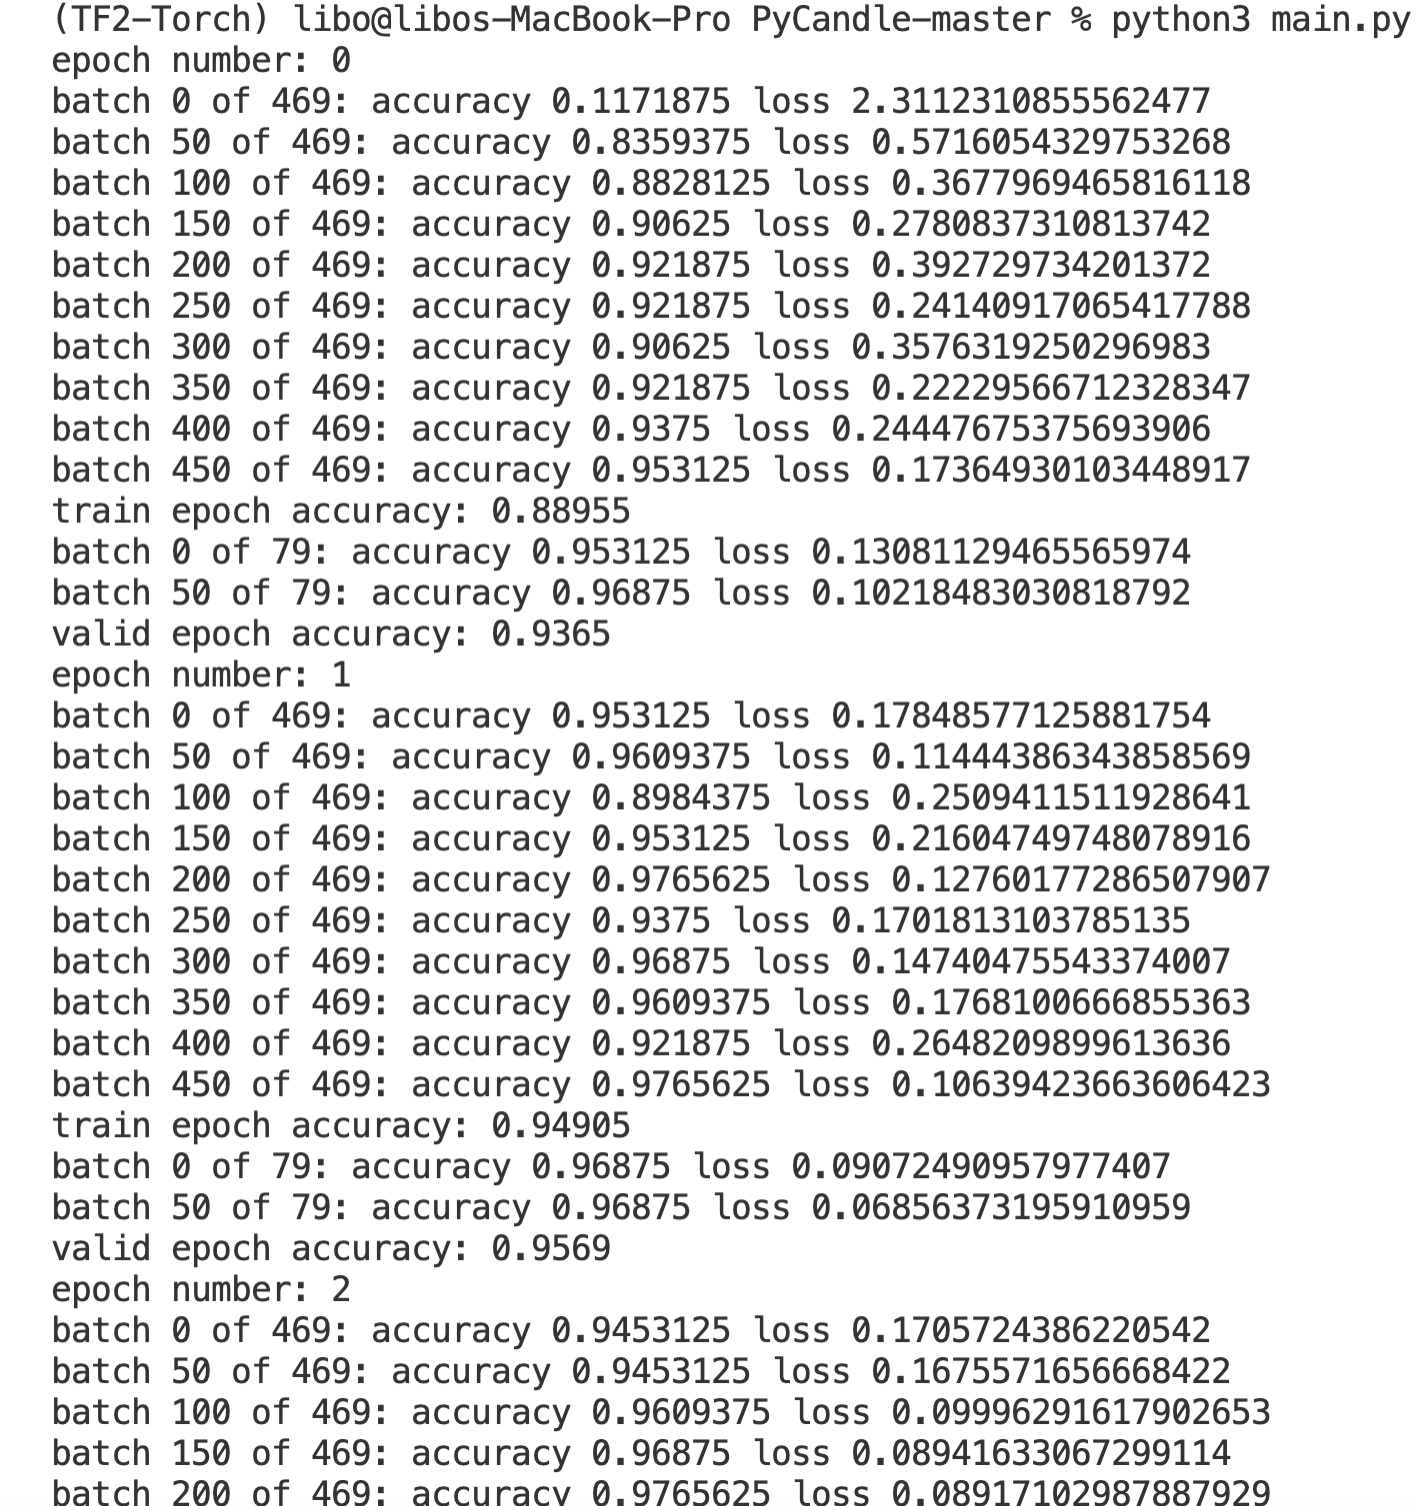 (TF2-Torch) libo@libos-MacBook-Pro PyCandle-master % python3 main.py
epoch number: 0
batch 0 of 469: accuracy 0.1171875 loss 2.3112310855562477
batch 50 of 469: accuracy 0.8359375 loss 0.5716054329753268
batch 100 of 469: accuracy 0.8828125 loss 0.3677969465816118
batch 150 of 469: accuracy 0.90625 loss 0.2780837310813742
batch 200 of 469: accuracy 0.921875 loss 0.392729734201372
batch 250 of 469: accuracy 0.921875 loss 0.24140917065417788
batch 300 of 469: accuracy 0.90625 loss 0.3576319250296983
batch 350 of 469: accuracy 0.921875 loss 0.22229566712328347
batch 400 of 469: accuracy 0.9375 loss 0.24447675375693906
batch 450 of 469: accuracy 0.953125 loss 0.17364930103448917
train epoch accuracy: 0.88955
batch 0 of 79: accuracy 0.953125 loss 0.13081129465565974
batch 50 of 79: accuracy 0.96875 loss 0.10218483030818792
valid epoch accuracy: 0.9365
epoch number: 1
batch 0 of 469: accuracy 0.953125 loss 0.17848577125881754
batch 50 of 469: accuracy 0.9609375 loss 0.11444386343858569
batch 100 of 469: accuracy 0.8984375 loss 0.2509411511928641
batch 150 of 469: accuracy 0.953125 loss 0.21604749748078916
batch 200 of 469: accuracy 0.9765625 loss 0.12760177286507907
batch 250 of 469: accuracy 0.9375 loss 0.1701813103785135
batch 300 of 469: accuracy 0.96875 loss 0.14740475543374007
batch 350 of 469: accuracy 0.9609375 loss 0.1768100666855363
batch 400 of 469: accuracy 0.921875 loss 0.2648209899613636
batch 450 of 469: accuracy 0.9765625 loss 0.10639423663606423
train epoch accuracy: 0.94905
batch 0 of 79: accuracy 0.96875 loss 0.09072490957977407
batch 50 of 79: accuracy 0.96875 loss 0.06856373195910959
valid epoch accuracy: 0.9569
epoch number: 2
batch 0 of 469: accuracy 0.9453125 loss 0.1705724386220542
batch 50 of 469: accuracy 0.9453125 loss 0.1675571656668422
batch 100 of 469: accuracy 0.9609375 loss 0.09996291617902653
batch 150 of 469: accuracy 0.96875 loss 0.08941633067299114
batch 200 of 469: accuracy 0.9765625 loss 0.08917102987887929